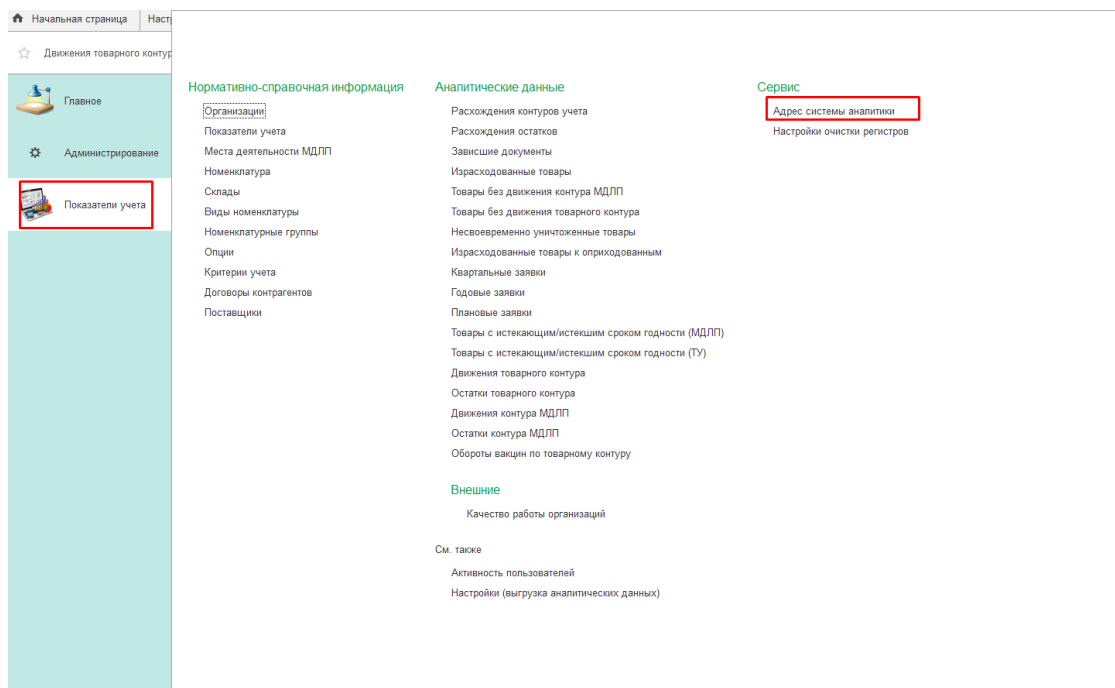 Начальная страница
Наст
Движения товарного контур
Главное
Администрирование
Показатели учета
Нормативно-справочная информация
Организации
Показатели учета
Места деятельности МДЛП
Номенклатура
Склады
Виды номенклатуры
Номенклатурные группы
Опции
Критерии учета
Договоры контрагентов
Поставщики
Аналитические данные
Расхождения контуров учета
Расхождения остатков
Зависшие документы
Израсходованные товары
Товары без движения контура МДЛП
Товары без движения товарного контура
Несвоевременно уничтоженные товары
Израсходованные товары к оприходованным
Квартальные заявки
Годовые заявки
Плановые заявки
Товары с истекающим/истекшим сроком годности (МДЛП)
Товары с истекающим/истекшим сроком годности (ТУ)
Движения товарного контура
Остатки товарного контура
Движения контура МДЛП
Остатки контура МДЛП
Обороты вакцин по товарному контуру
Внешние
Качество работы организаций
См. также
Активность пользователей
Настройки (выгрузка аналитических данных)
Сервис
Адрес системы аналитики
Настройки очистки регистров